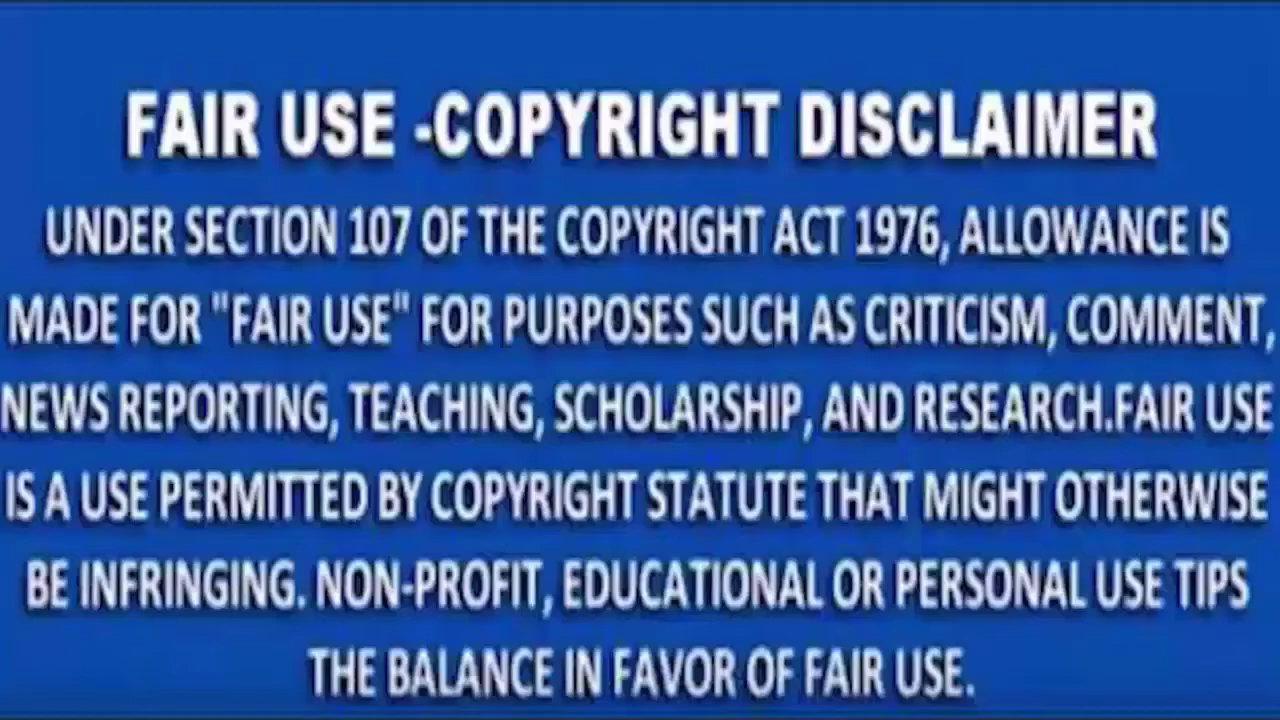 FAIR USE -COPYRIGHT DISCLAIMER
UNDER SECTION 107 OF THE COPYRIGHT ACT 1976, ALLOWANCE IS
MADE FOR "FAIR USE" FOR PURPOSES SUCH AS CRITICISM, COMMENT,
NEWS REPORTING, TEACHING, SCHOLARSHIP, AND RESEARCH.FAIR USE
IS A USE PERMITTED BY COPYRIGHT STATUTE THAT MIGHT OTHERWISE
BE INFRINGING. NON-PROFIT, EDUCATIONAL OR PERSONAL USE TIPS
THE BALANCE IN FAVOR OF FAIR USE.